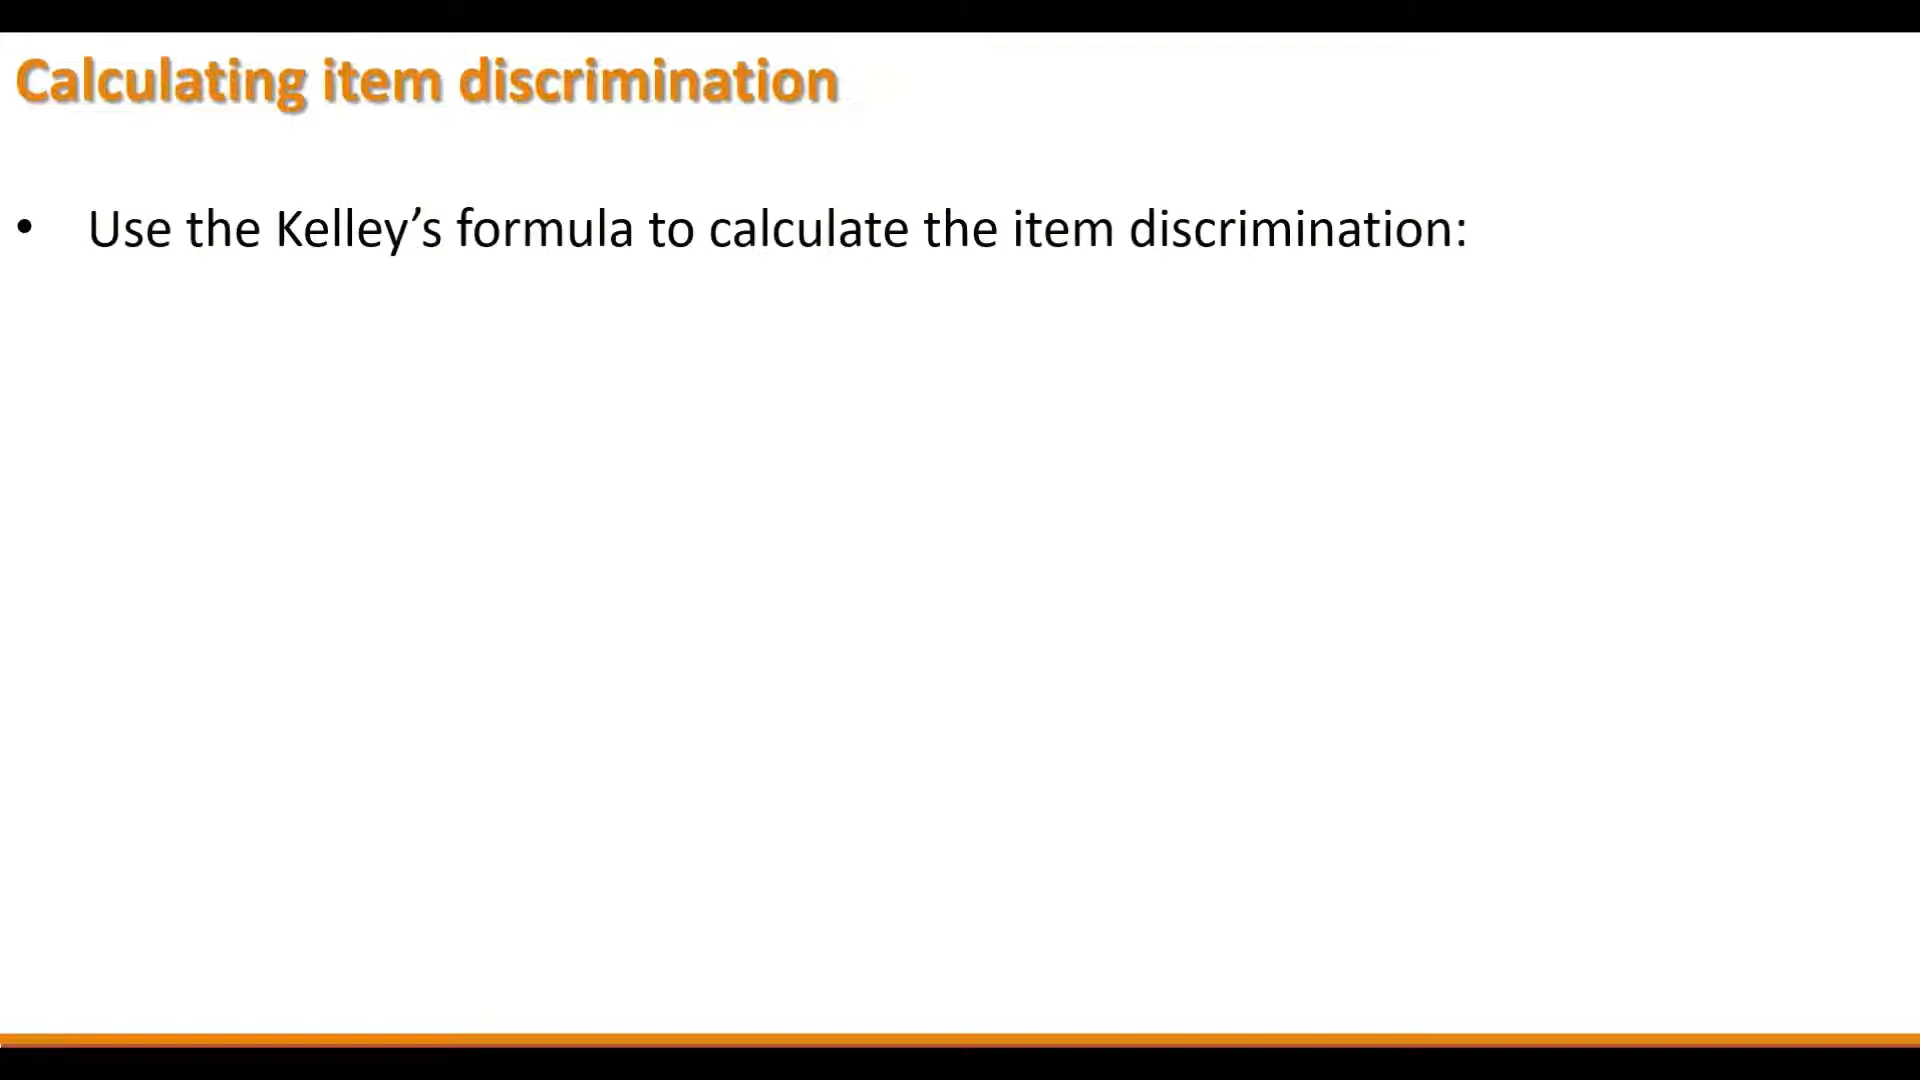 Calculating item discrimination
• Use the Kelley’s formula to calculate the item discrimination: